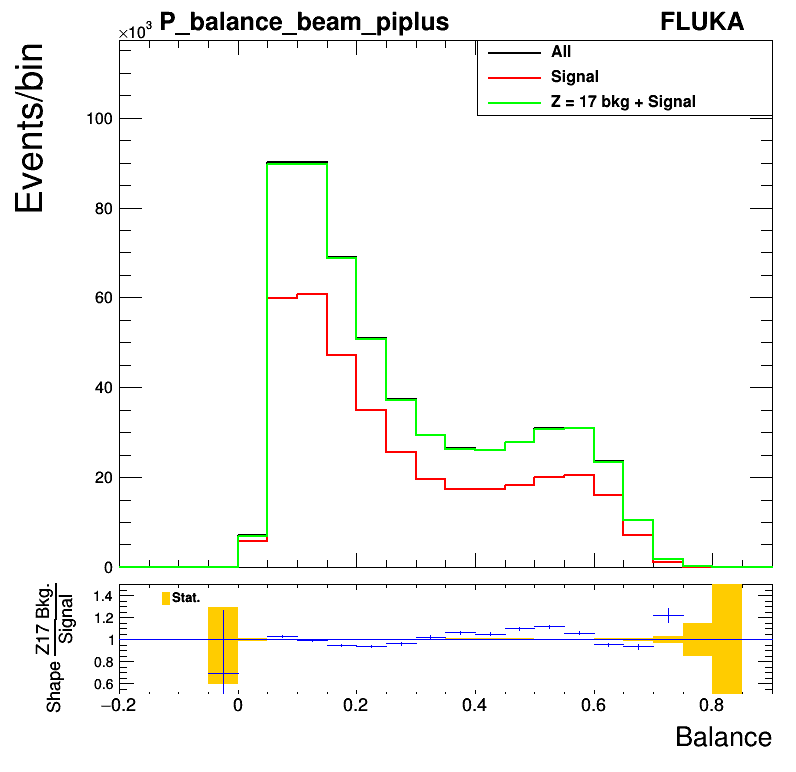 ×10³ P_balance_beam_piplus FLUKA
Events/bin
All
Signal
Z = 17 bkg + Signal
100
80
60
40
20
0
Shape Z17 Bkg. / Signal
Stat.
1.4
1.2
1
0.8
0.6
−0.2 0 0.2 0.4 0.6 0.8
Balance